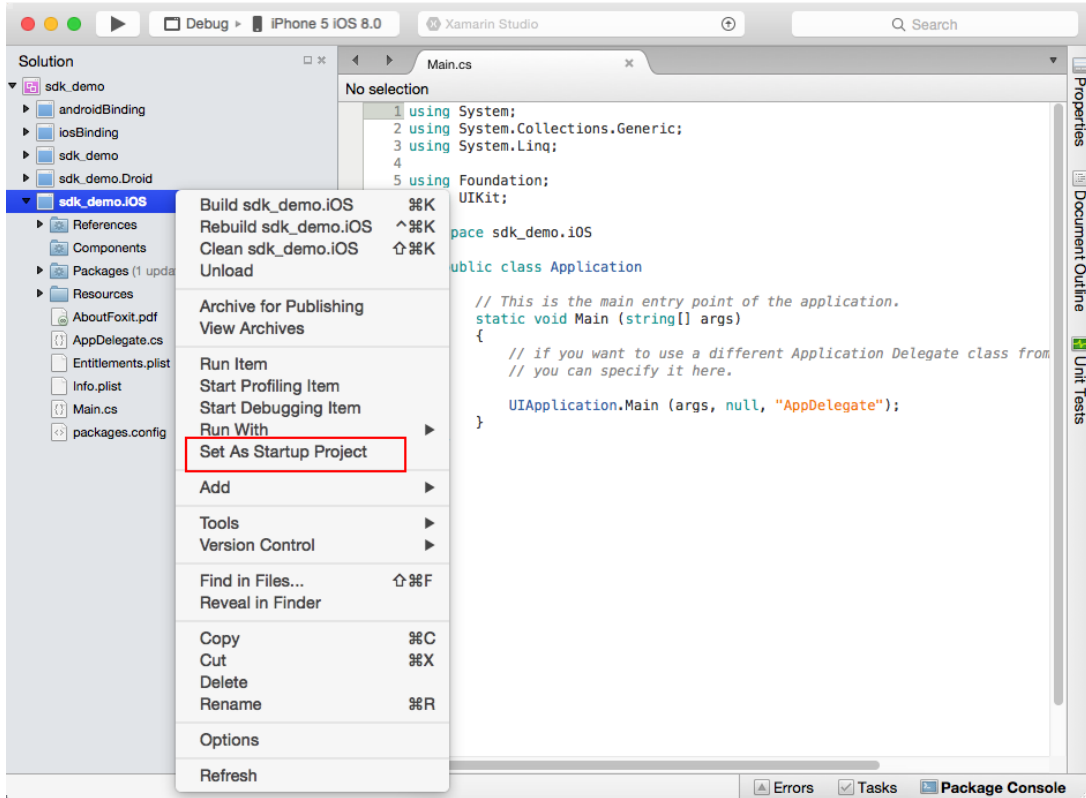 Debug ▸ iPhone 5 iOS 8.0
Xamarin Studio
Search
Solution
sdk_demo
androidBinding
iosBinding
sdk_demo
sdk_demo.Droid
sdk_demo.iOS
References
Components
Packages (1 upda
Resources
AboutFoxit.pdf
AppDelegate.cs
Entitlements.plist
Info.plist
Main.cs
packages.config
Build sdk_demo.iOS ⌘K
Rebuild sdk_demo.iOS ^⌘K
Clean sdk_demo.iOS ⇧⌘K
Unload
Archive for Publishing
View Archives
Run Item
Start Profiling Item
Start Debugging Item
Run With
Set As Startup Project
Add
Tools
Version Control
Find in Files... ⇧⌘F
Reveal in Finder
Copy ⌘C
Cut ⌘X
Delete
Rename ⌘R
Options
Refresh
Main.cs
No selection
1 using System;
2 using System.Collections.Generic;
3 using System.Linq;
4
5 using Foundation;
UIKit;
pace sdk_demo.iOS
ublic class Application
// This is the main entry point of the application.
static void Main (string[] args)
{
// if you want to use a different Application Delegate class from
// you can specify it here.
UIApplication.Main (args, null, "AppDelegate");
}
Properties
Document Outline
Unit Tests
Errors
Tasks
Package Console